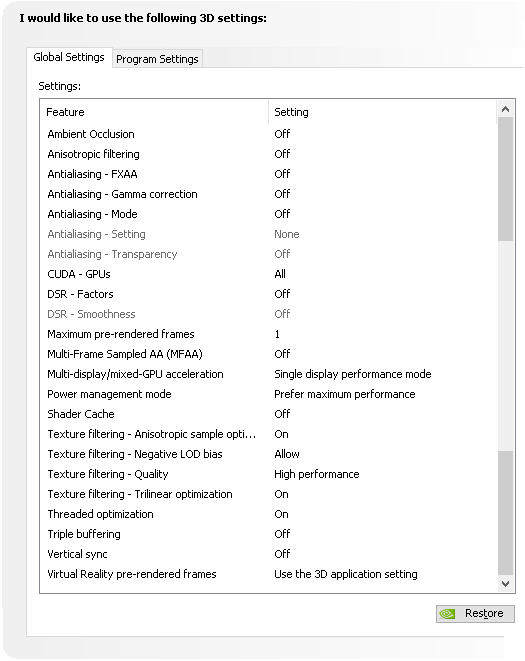 I would like to use the following 3D settings:
Global Settings Program Settings
Settings:
Feature Setting
Ambient Occlusion Off
Anisotropic filtering Off
Antialiasing - FXAA Off
Antialiasing - Gamma correction Off
Antialiasing - Mode Off
Antialiasing - Setting None
Antialiasing - Transparency Off
CUDA - GPUs All
DSR - Factors Off
DSR - Smoothness Off
Maximum pre-rendered frames 1
Multi-Frame Sampled AA (MFAA) Off
Multi-display/mixed-GPU acceleration Single display performance mode
Power management mode Prefer maximum performance
Shader Cache Off
Texture filtering - Anisotropic sample opti... On
Texture filtering - Negative LOD bias Allow
Texture filtering - Quality High performance
Texture filtering - Trilinear optimization On
Threaded optimization On
Triple buffering Off
Vertical sync Off
Virtual Reality pre-rendered frames Use the 3D application setting
Restore